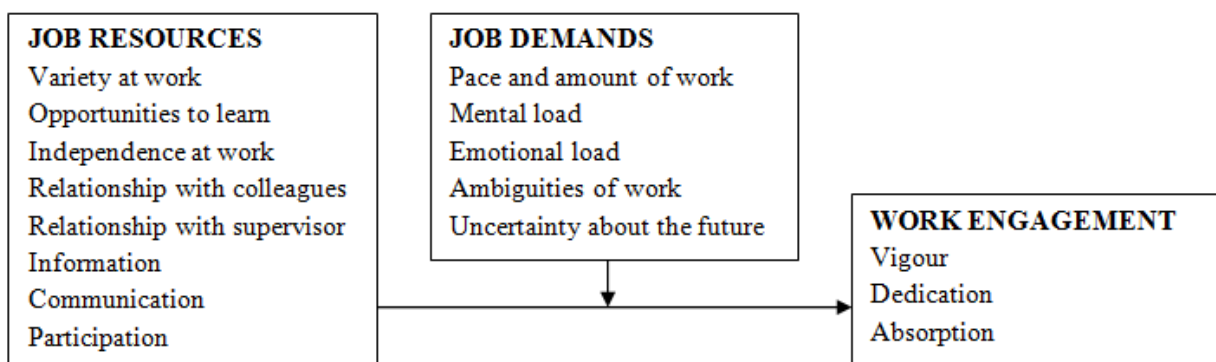 JOB RESOURCES
Variety at work
Opportunities to learn
Independence at work
Relationship with colleagues
Relationship with supervisor
Information
Communication
Participation
JOB DEMANDS
Pace and amount of work
Mental load
Emotional load
Ambiguities of work
Uncertainty about the future
WORK ENGAGEMENT
Vigour
Dedication
Absorption